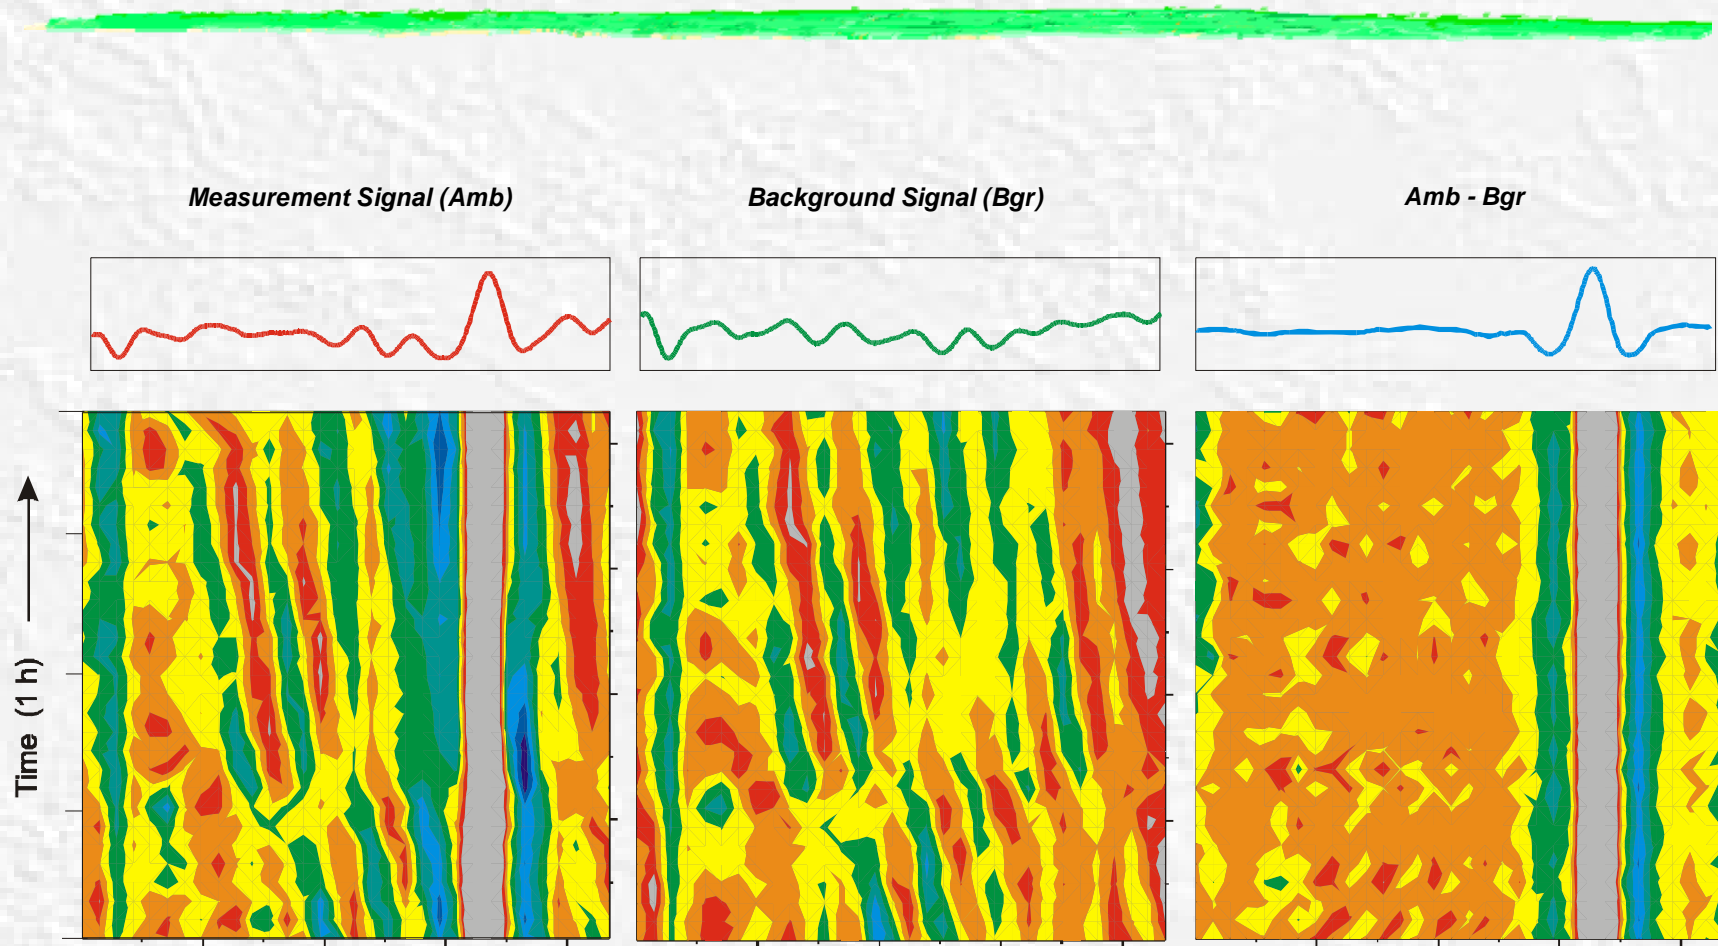 Measurement Signal (Amb)
Background Signal (Bgr)
Amb - Bgr
Time (1 h)